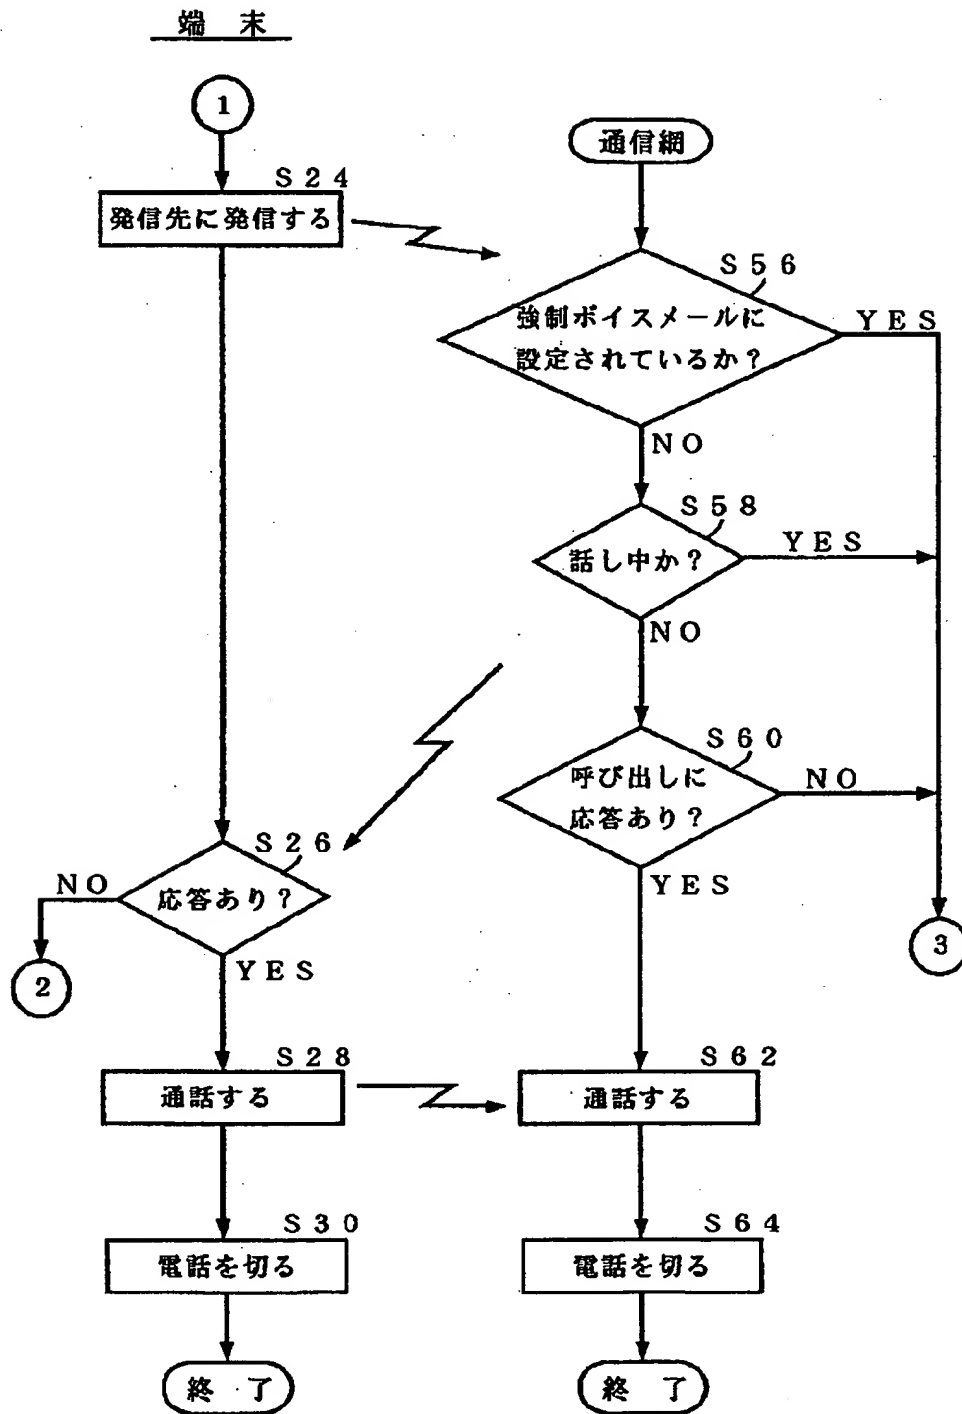 端 末
1
S24
発信先に発信する
通信網
S56
強制ボイスメールに
設定されているか？
YES
NO
S58
話し中か？
YES
NO
S60
呼び出しに
応答あり？
NO
YES
3
S26
応答あり？
NO
2
YES
S28
通話する
S62
通話する
S30
電話を切る
S64
電話を切る
終 了
終 了